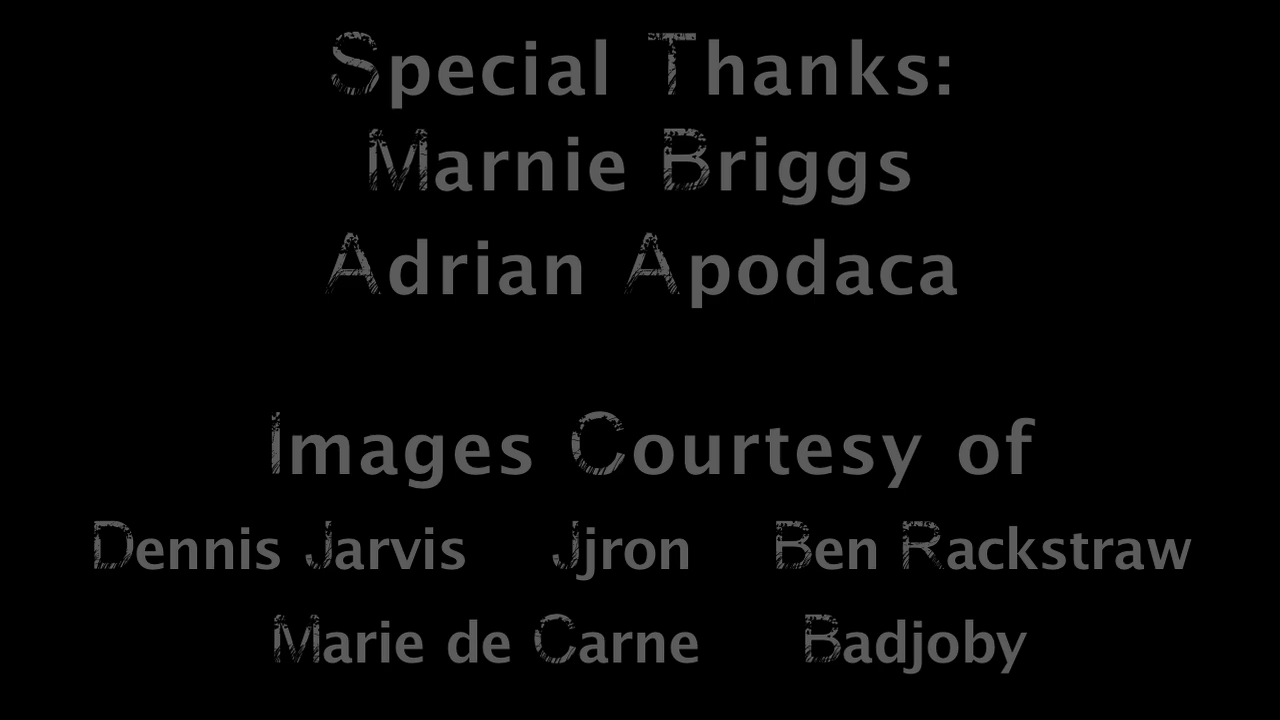 Special Thanks:
Marnie Briggs
Adrian Apodaca
Images Courtesy of
Dennis Jarvis Jjron Ben Rackstraw
Marie de Carne Badjoby